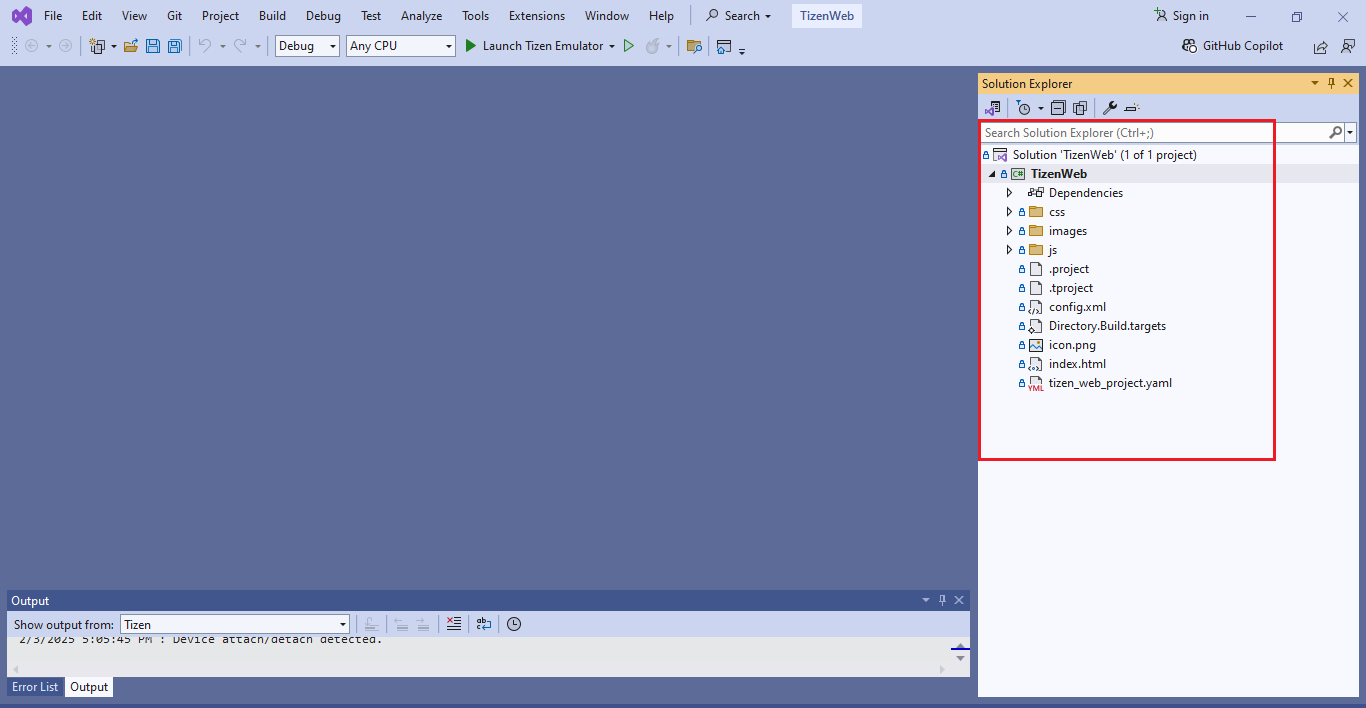 File Edit View Git Project Build Debug Test Analyze Tools Extensions Window Help Search TizenWeb Sign in
Debug Any CPU Launch Tizen Emulator GitHub Copilot
Solution Explorer
Search Solution Explorer (Ctrl+;)
Solution 'TizenWeb' (1 of 1 project)
C# TizenWeb
Dependencies
css
images
js
.project
.tproject
config.xml
Directory.Build.targets
icon.png
index.html
YML tizen_web_project.yaml
Output
Show output from: Tizen
2/3/2025 5:05:45 PM : Device attach/detach detected.
Error List Output